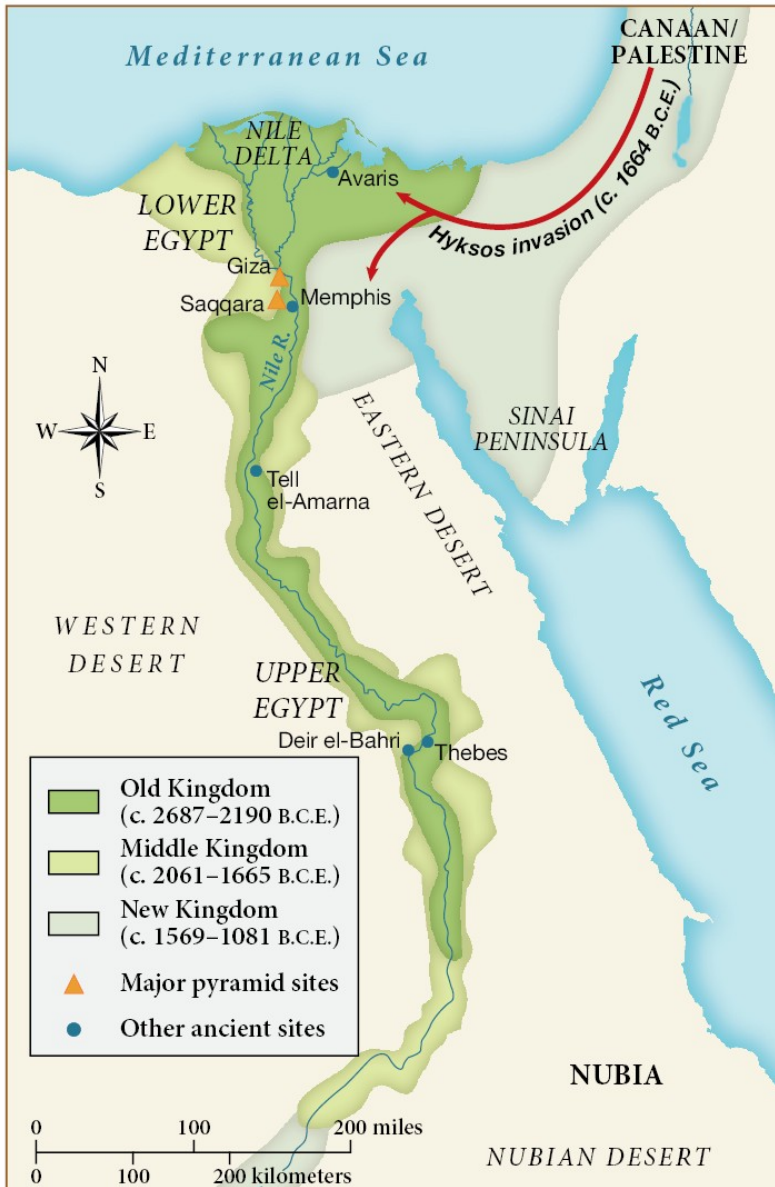 Mediterranean Sea
CANAAN/
PALESTINE
Hyksos invasion (c. 1664 B.C.E.)
NILE
DELTA
Avaris
LOWER
EGYPT
Giza
Saqqara
Memphis
Nile R.
N
W
E
S
SINAI
PENINSULA
EASTERN DESERT
Tell
el-Amarna
WESTERN
DESERT
UPPER
EGYPT
Red Sea
Deir el-Bahri
Thebes
Old Kingdom
(c. 2687–2190 B.C.E.)
Middle Kingdom
(c. 2061–1665 B.C.E.)
New Kingdom
(c. 1569–1081 B.C.E.)
Major pyramid sites
Other ancient sites
NUBIA
NUBIAN DESERT
0 100 200 miles
0 100 200 kilometers